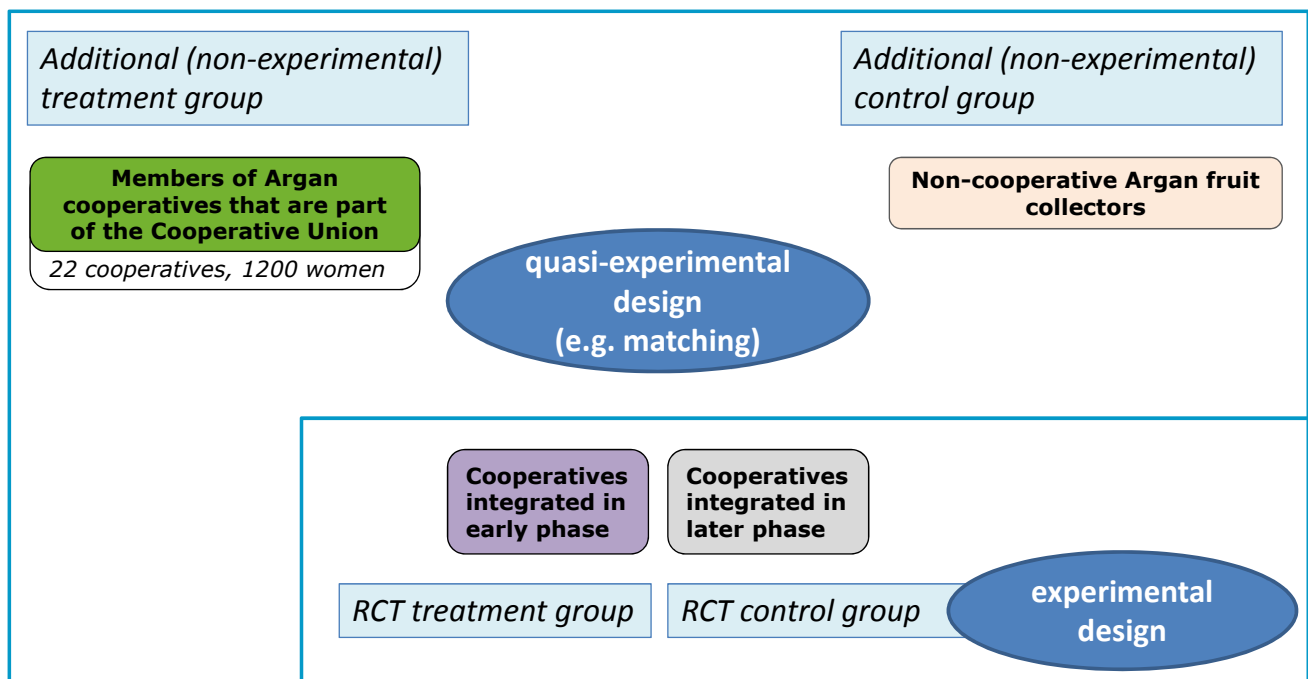 Additional (non-experimental)
treatment group
Additional (non-experimental)
control group
Members of Argan
cooperatives that are part
of the Cooperative Union
22 cooperatives, 1200 women
Non-cooperative Argan fruit
collectors
quasi-experimental
design
(e.g. matching)
Cooperatives
integrated in
early phase
Cooperatives
integrated in
later phase
RCT treatment group
RCT control group
experimental
design